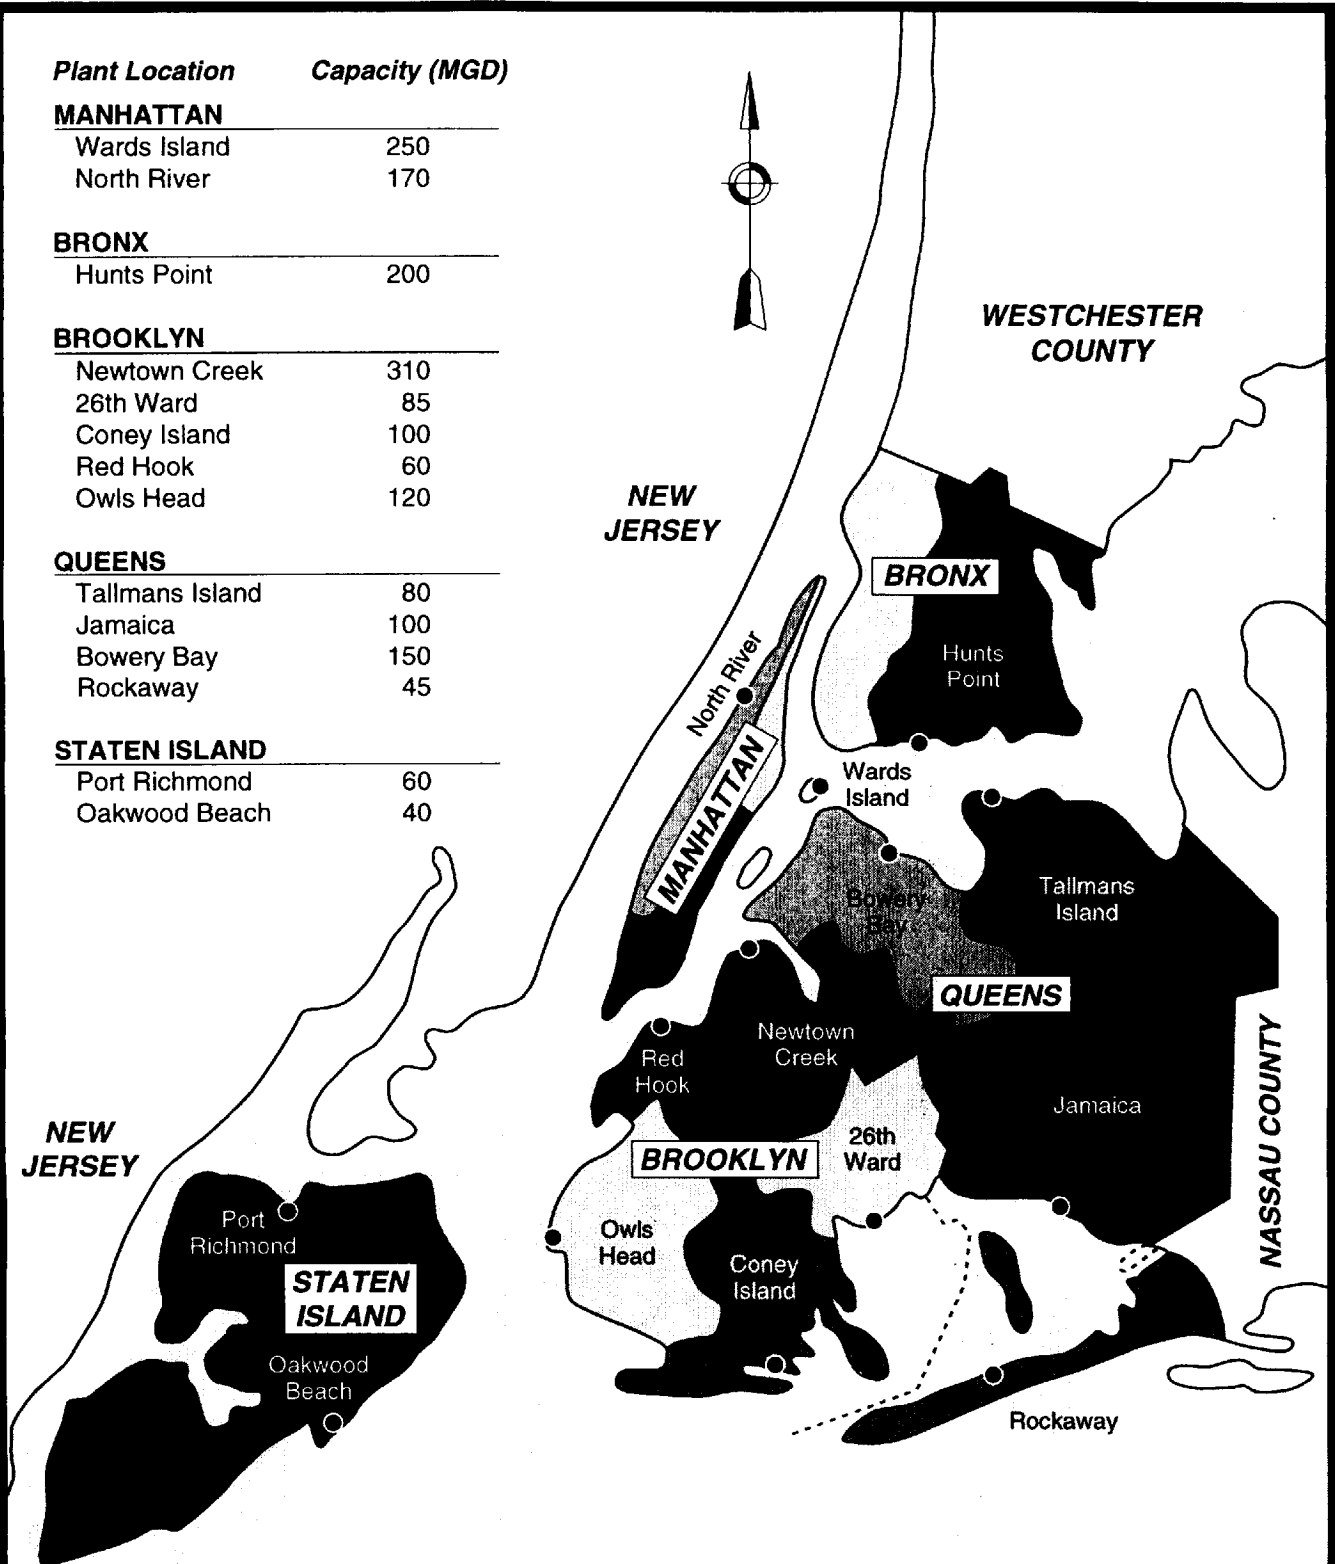 Plant Location Capacity (MGD)
MANHATTAN
Wards Island 250
North River 170
BRONX
Hunts Point 200
BROOKLYN
Newtown Creek 310
26th Ward 85
Coney Island 100
Red Hook 60
Owls Head 120
QUEENS
Tallmans Island 80
Jamaica 100
Bowery Bay 150
Rockaway 45
STATEN ISLAND
Port Richmond 60
Oakwood Beach 40
WESTCHESTER
COUNTY
NEW
JERSEY
BRONX
Hunts
Point
North River
MANHATTAN
Wards
Island
Tallmans
Island
Bowery
Bay
QUEENS
Newtown
Creek
Red
Hook
Jamaica
NASSAU COUNTY
NEW
JERSEY
26th
Ward
BROOKLYN
Port
Richmond
Owls
Head
Coney
Island
STATEN
ISLAND
Oakwood
Beach
Rockaway